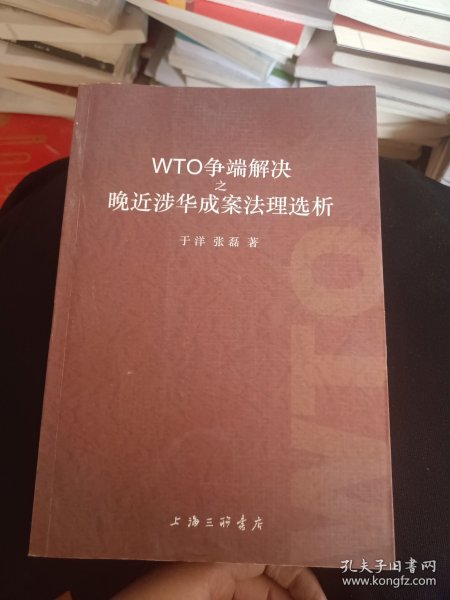 WTO争端解决
之
晚近涉华成案法理选析
于洋 张磊 著
WTO
上海三联书店
孔夫子旧书网
www.kongfz.com